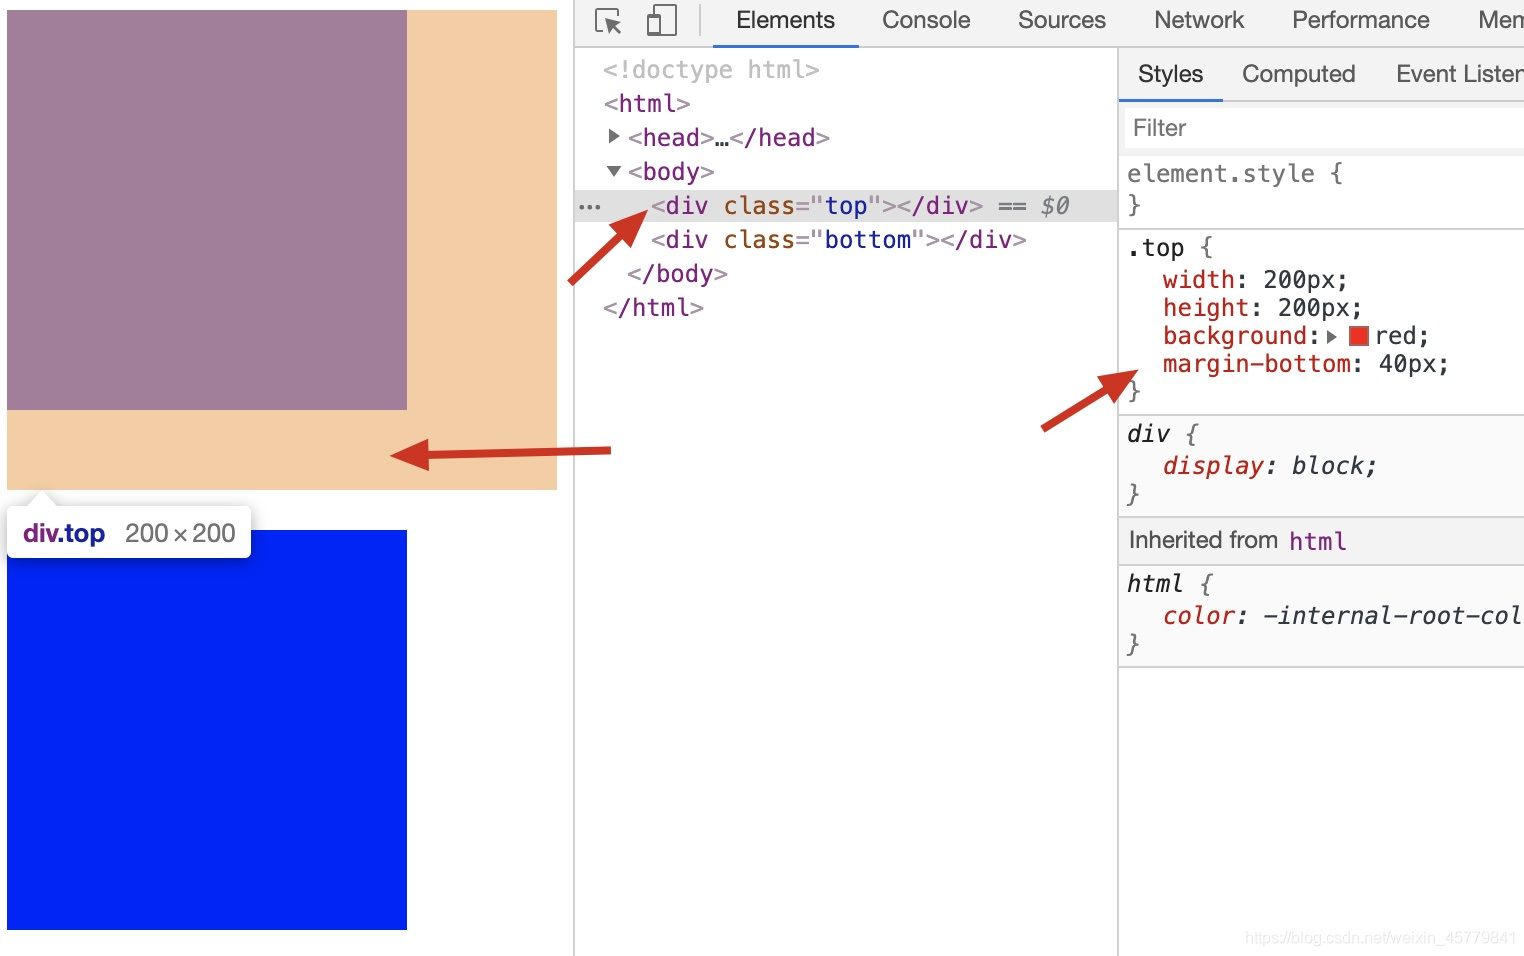 Elements Console Sources Network Performance Mem
<!doctype html>
<html>
<head>…</head>
<body>
<div class="top"></div> == $0
<div class="bottom"></div>
</body>
</html>
Styles Computed Event Listen
Filter
element.style {
}
.top {
width: 200px;
height: 200px;
background: red;
margin-bottom: 40px;
}
div {
display: block;
}
Inherited from html
html {
color: -internal-root-col
}
div.top 200×200
https://blog.csdn.net/weixin_45779841